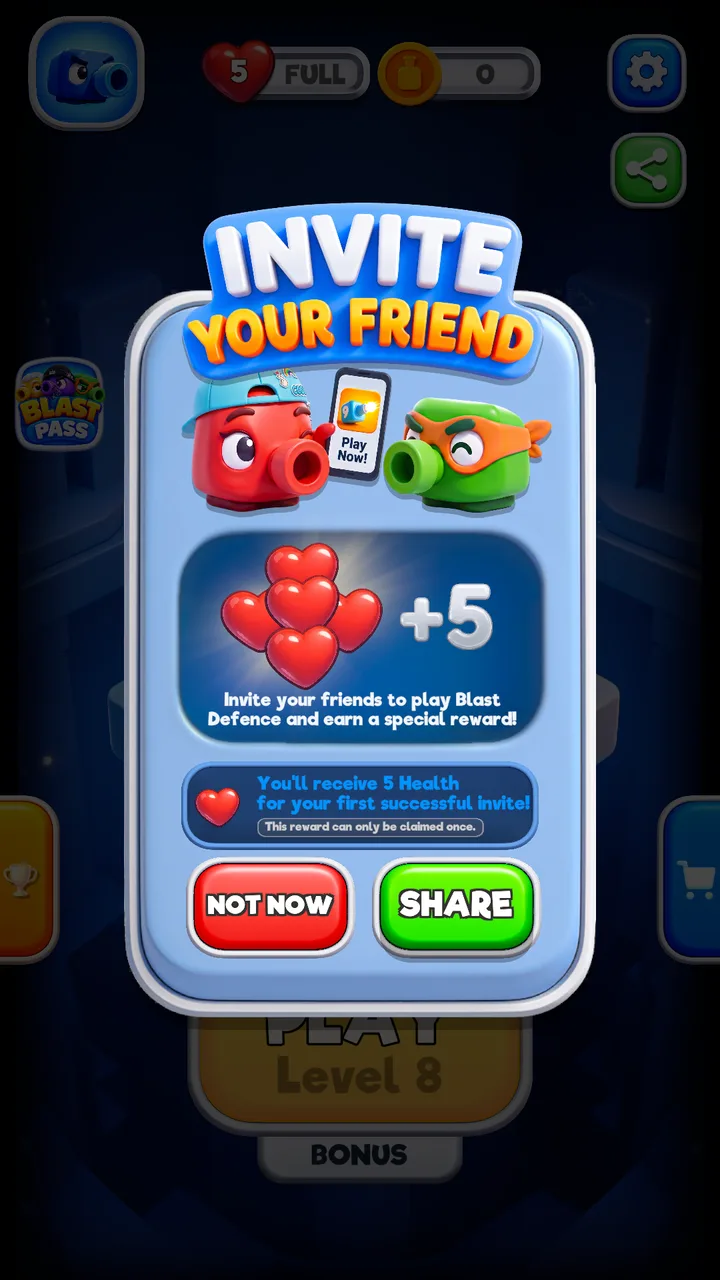 5 FULL 0
INVITE
YOUR FRIEND
BLAST
PASS
Play
Now!
+5
Invite your friends to play Blast
Defence and earn a special reward!
You'll receive 5 Health
for your first successful invite!
This reward can only be claimed once.
NOT NOW SHARE
PLAY
Level 8
BONUS